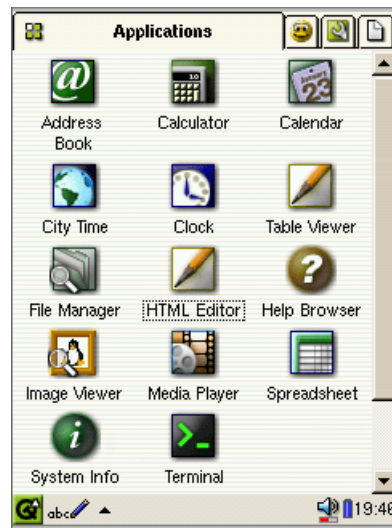 Applications
Address Book
Calculator
Calendar
City Time
Clock
Table Viewer
File Manager
HTML Editor
Help Browser
Image Viewer
Media Player
Spreadsheet
System Info
Terminal
abc
19:46